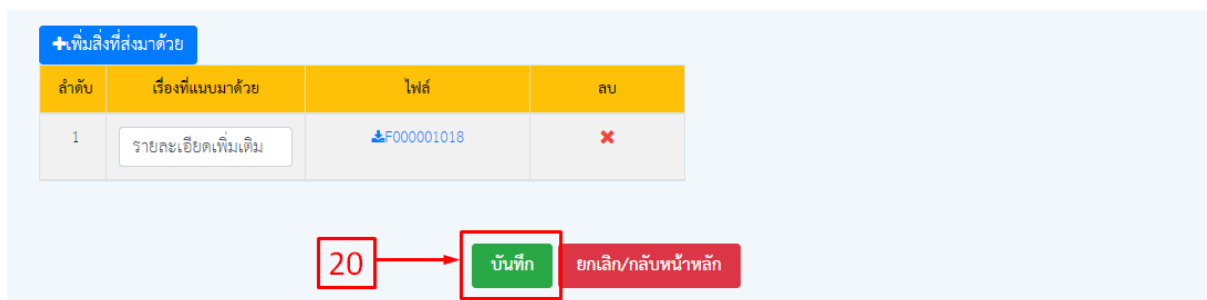 +เพิ่มสิ่งที่ส่งมาด้วย
ลำดับ เรื่องที่แนบมาด้วย ไฟล์ ลบ
1 รายละเอียดเพิ่มเติม F000001018
20 บันทึก ยกเลิก/กลับหน้าหลัก